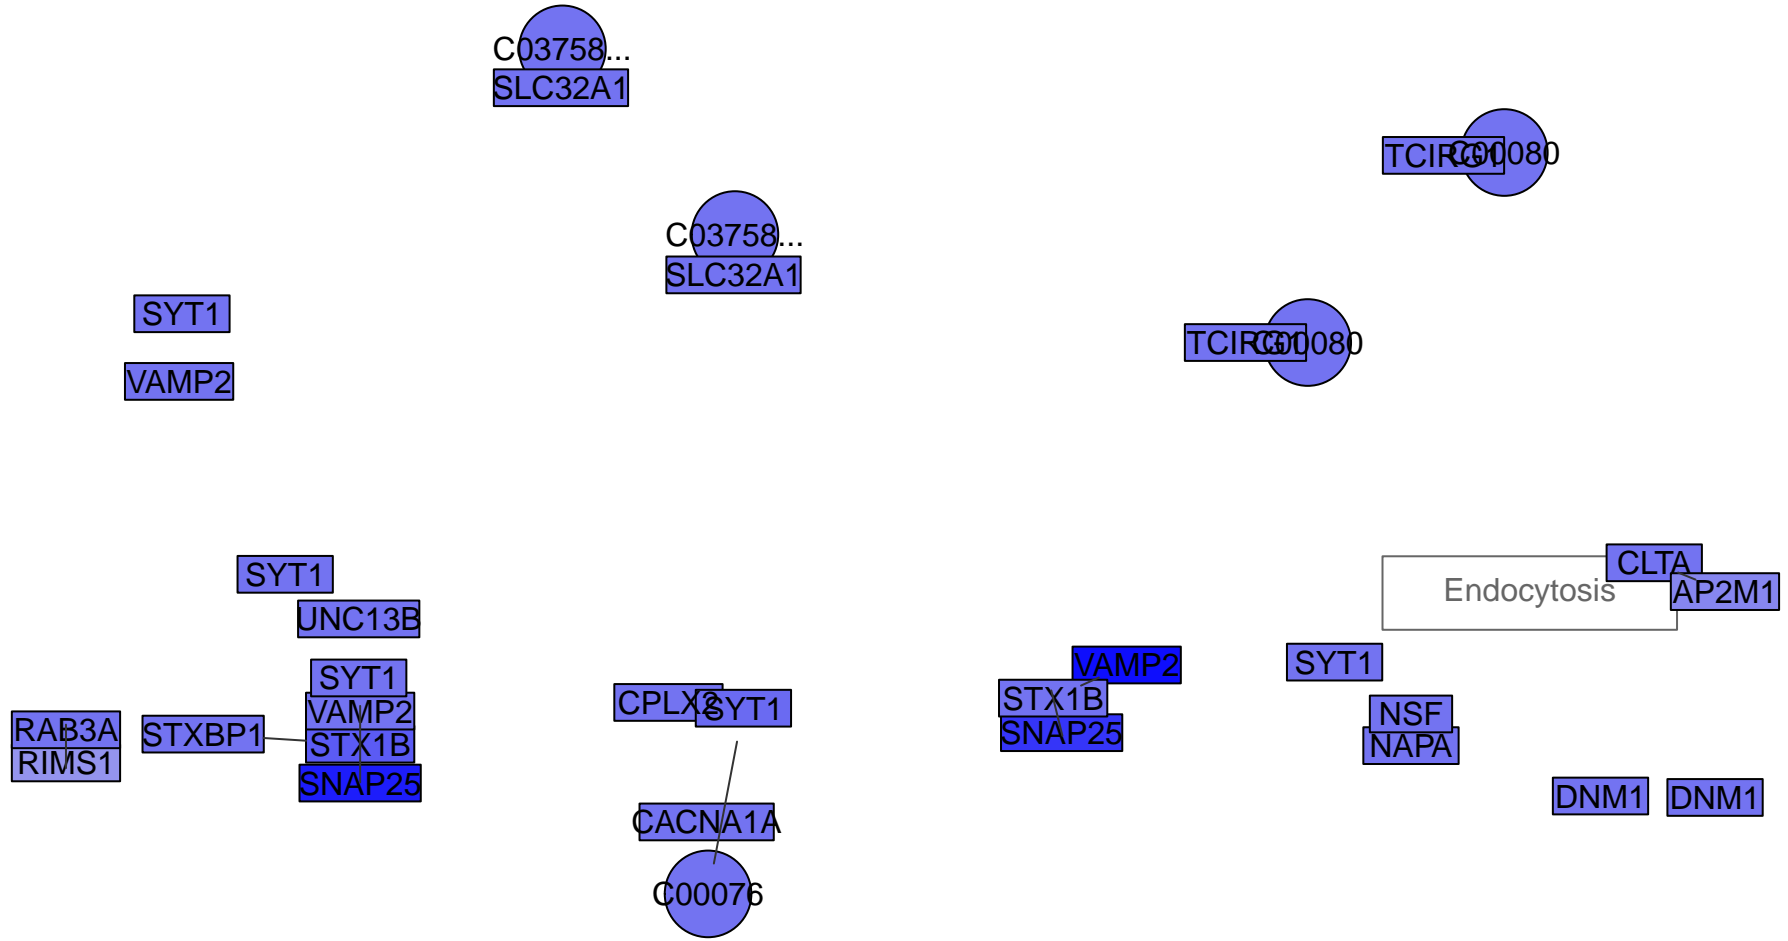 C03758...
SLC32A1
TCIRG1
C00080
C03758...
SLC32A1
SYT1
TCIRG1
C00080
VAMP2
SYT1
UNC13B
CLTA
Endocytosis
AP2M1
SYT1
VAMP2
STX1B
SNAP25
RAB3A
RIMS1
STXBP1
CPLX2
SYT1
VAMP2
STX1B
SNAP25
SYT1
NSF
NAPA
DNM1
DNM1
CACNA1A
C00076